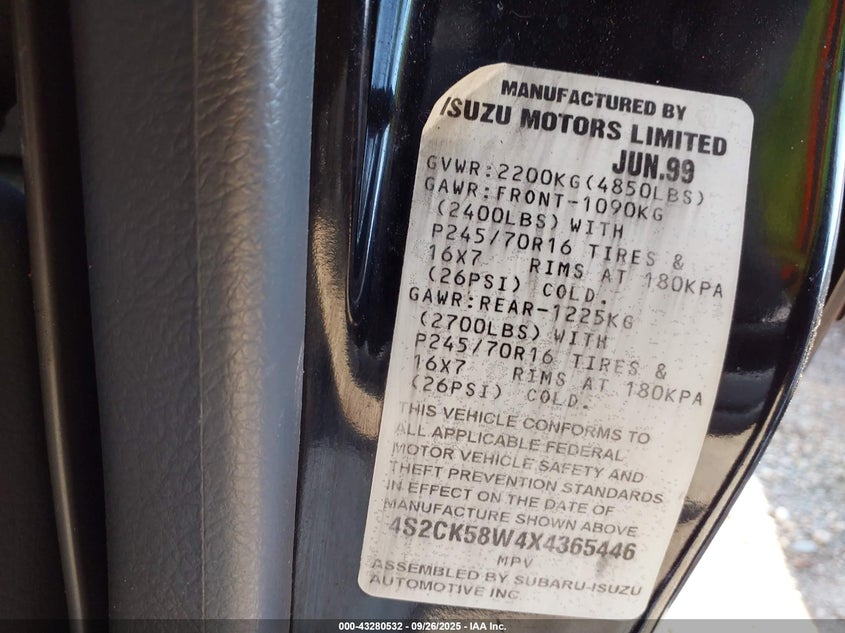 MANUFACTURED BY
ISUZU MOTORS LIMITED
JUN.99
GVWR:2200KG(4850LBS)
GAWR:FRONT-1090KG
(2400LBS) WITH
P245/70R16 TIRES &
16X7 RIMS AT 180KPA
(26PSI) COLD.
GAWR:REAR-1225KG
(2700LBS) WITH
P245/70R16 TIRES &
16X7 RIMS AT 180KPA
(26PSI) COLD.
THIS VEHICLE CONFORMS TO
ALL APPLICABLE FEDERAL
MOTOR VEHICLE SAFETY AND
THEFT PREVENTION STANDARDS
IN EFFECT ON THE DATE OF
MANUFACTURE SHOWN ABOVE
4S2CK58W4X4365446
MPV
ASSEMBLED BY SUBARU-ISUZU
AUTOMOTIVE INC.
000-43280532 - 09/26/2025 - IAA Inc.